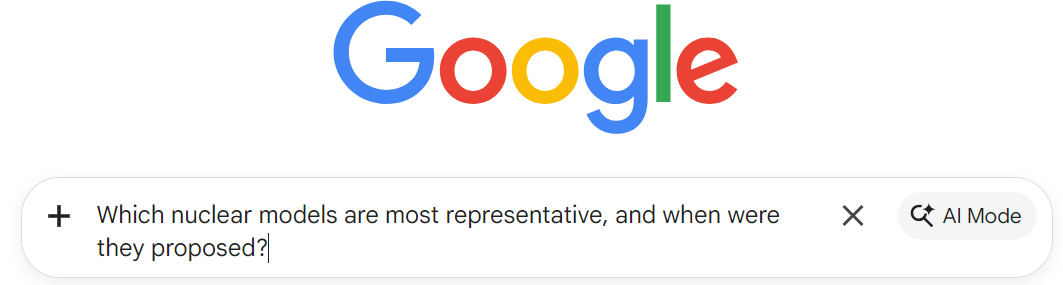 Google
Which nuclear models are most representative, and when were
they proposed?
AI Mode